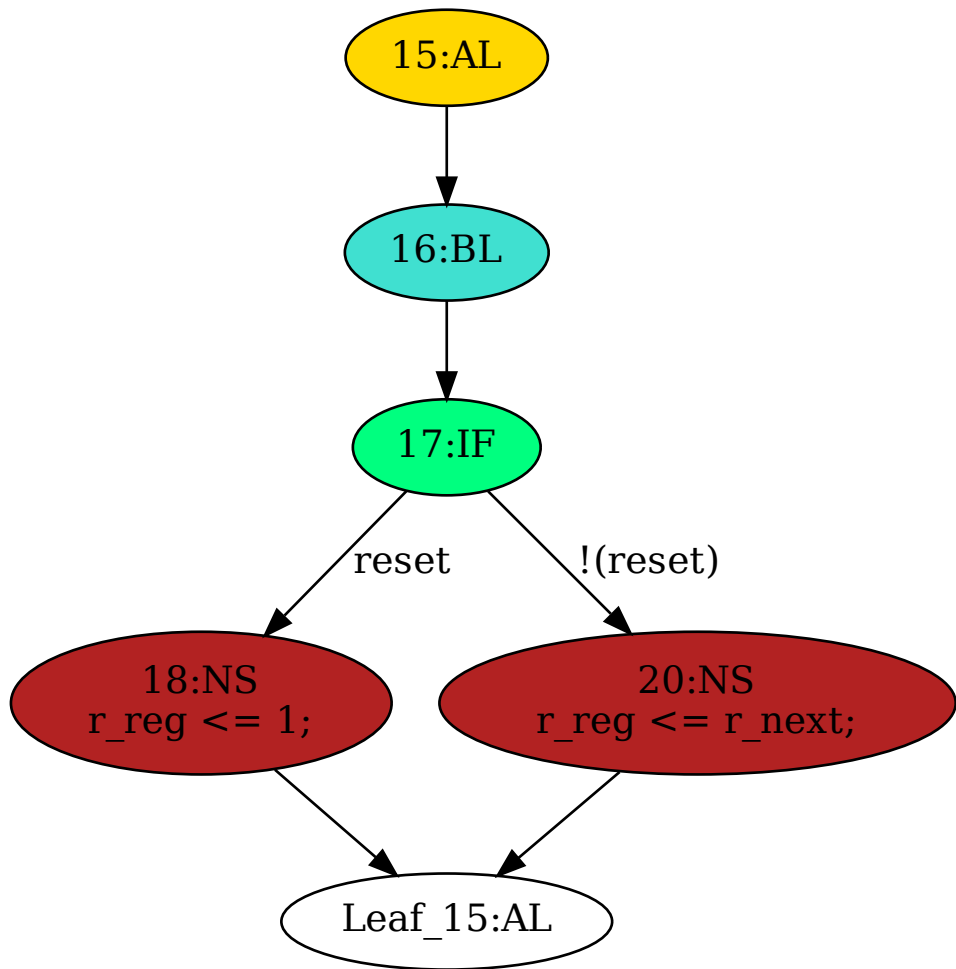 15:AL
16:BL
17:IF
reset
!(reset)
18:NS
r_reg <= 1;
20:NS
r_reg <= r_next;
Leaf_15:AL